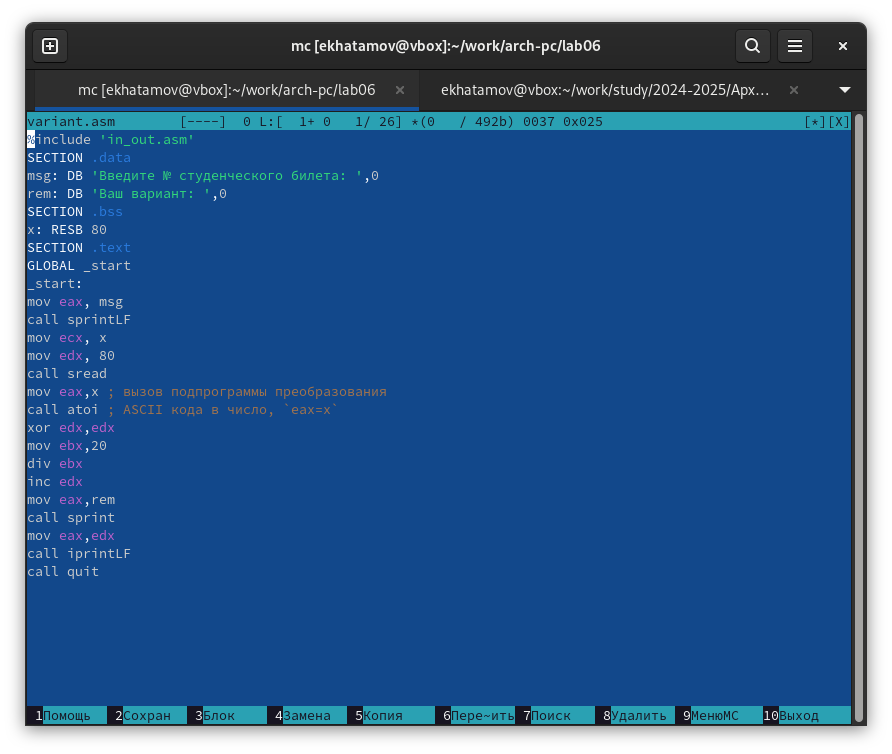 mc [ekhatamov@vbox]:~/work/arch-pc/lab06
mc [ekhatamov@vbox]:~/work/arch-pc/lab06 × ekhatamov@vbox:~/work/study/2024-2025/Арх… ×
variant.asm [----] 0 L:[ 1+ 0 1/ 26] *(0 / 492b) 0037 0x025 [*][X]
%include 'in_out.asm'
SECTION .data
msg: DB 'Введите № студенческого билета: ',0
rem: DB 'Ваш вариант: ',0
SECTION .bss
x: RESB 80
SECTION .text
GLOBAL _start
_start:
mov eax, msg
call sprintLF
mov ecx, x
mov edx, 80
call sread
mov eax,x ; вызов подпрограммы преобразования
call atoi ; ASCII кода в число, `eax=x`
xor edx,edx
mov ebx,20
div ebx
inc edx
mov eax,rem
call sprint
mov eax,edx
call iprintLF
call quit
1Помощь 2Сохран 3Блок 4Замена 5Копия 6Пере~ить 7Поиск 8Удалить 9МенюMC 10Выход